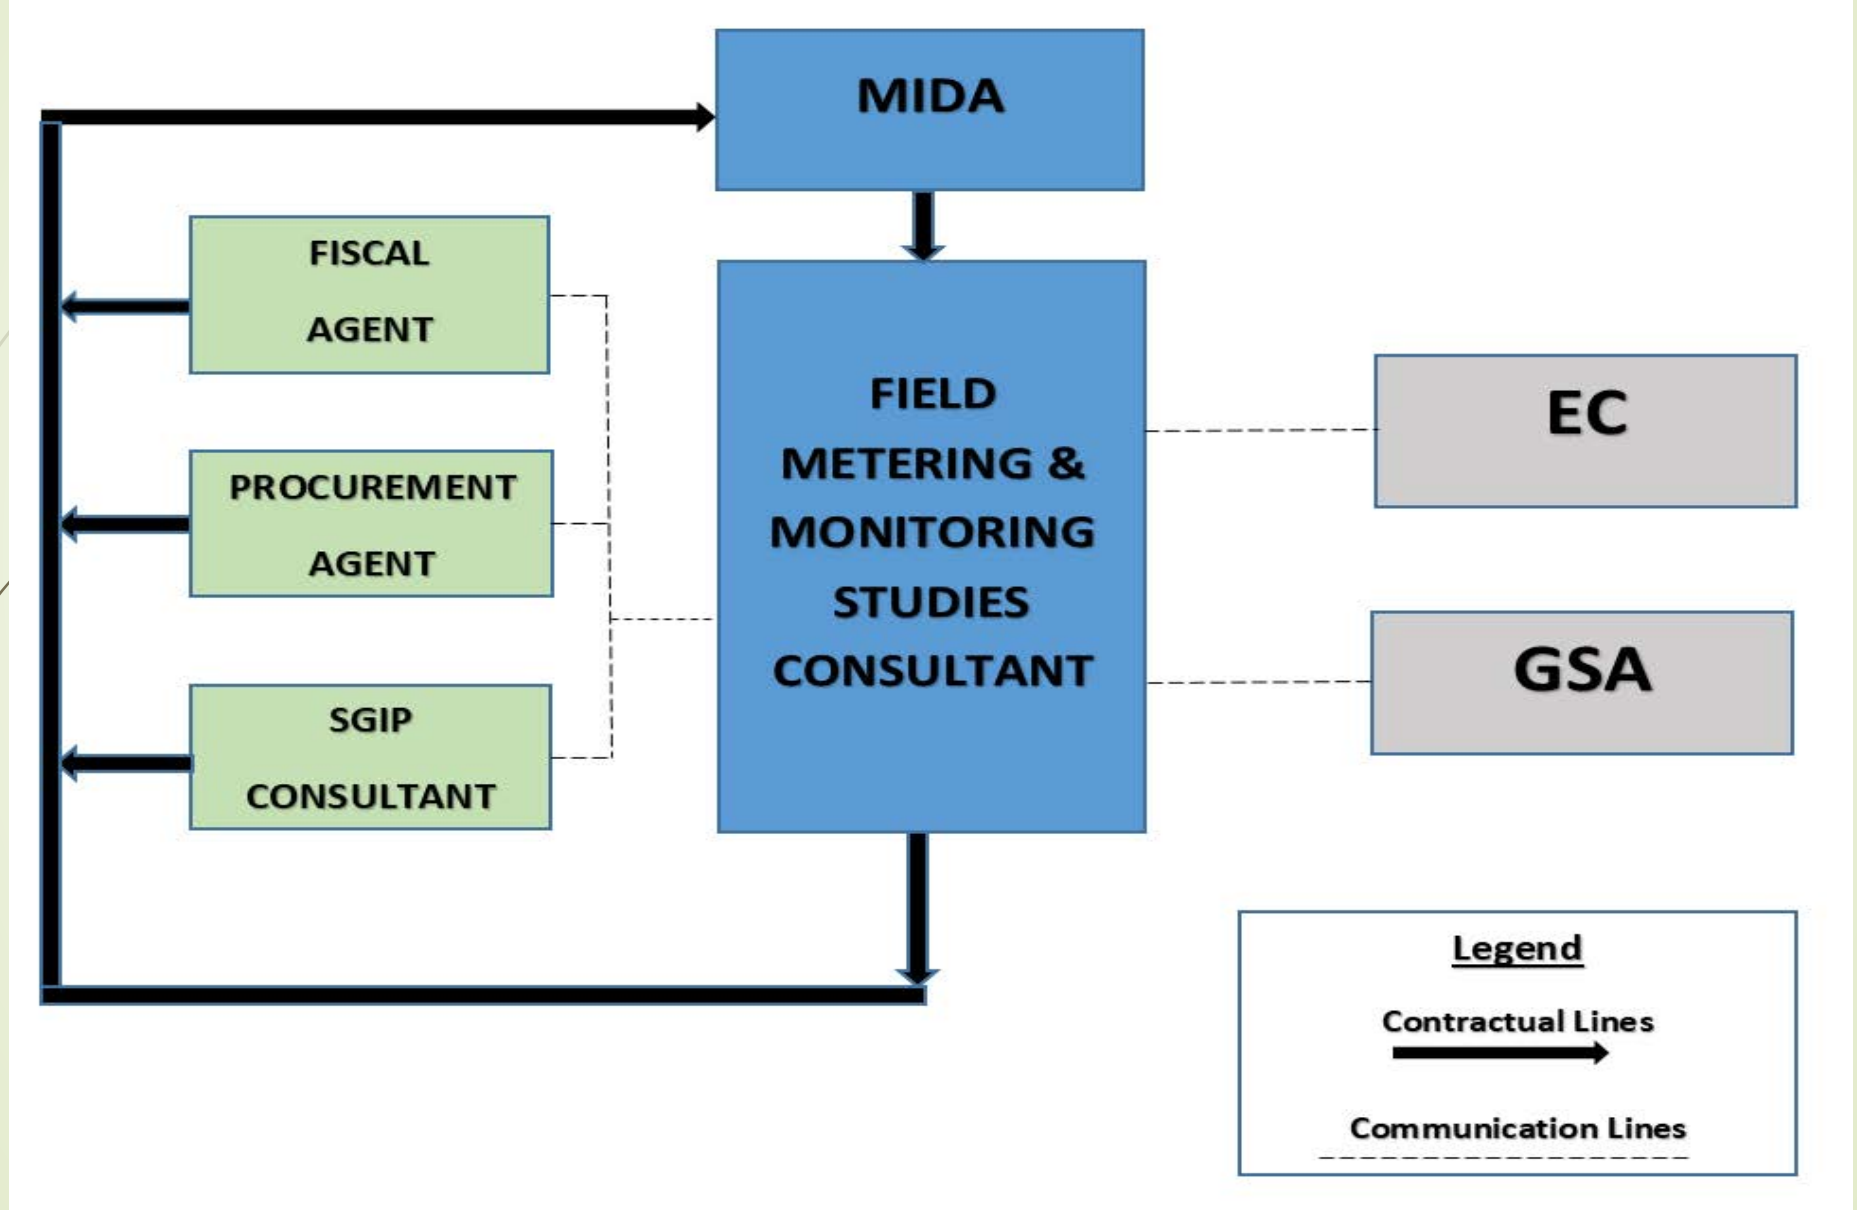 MIDA
FISCAL
AGENT
PROCUREMENT
AGENT
SGIP
CONSULTANT
FIELD
METERING &
MONITORING
STUDIES
CONSULTANT
EC
GSA
Legend
Contractual Lines
Communication Lines